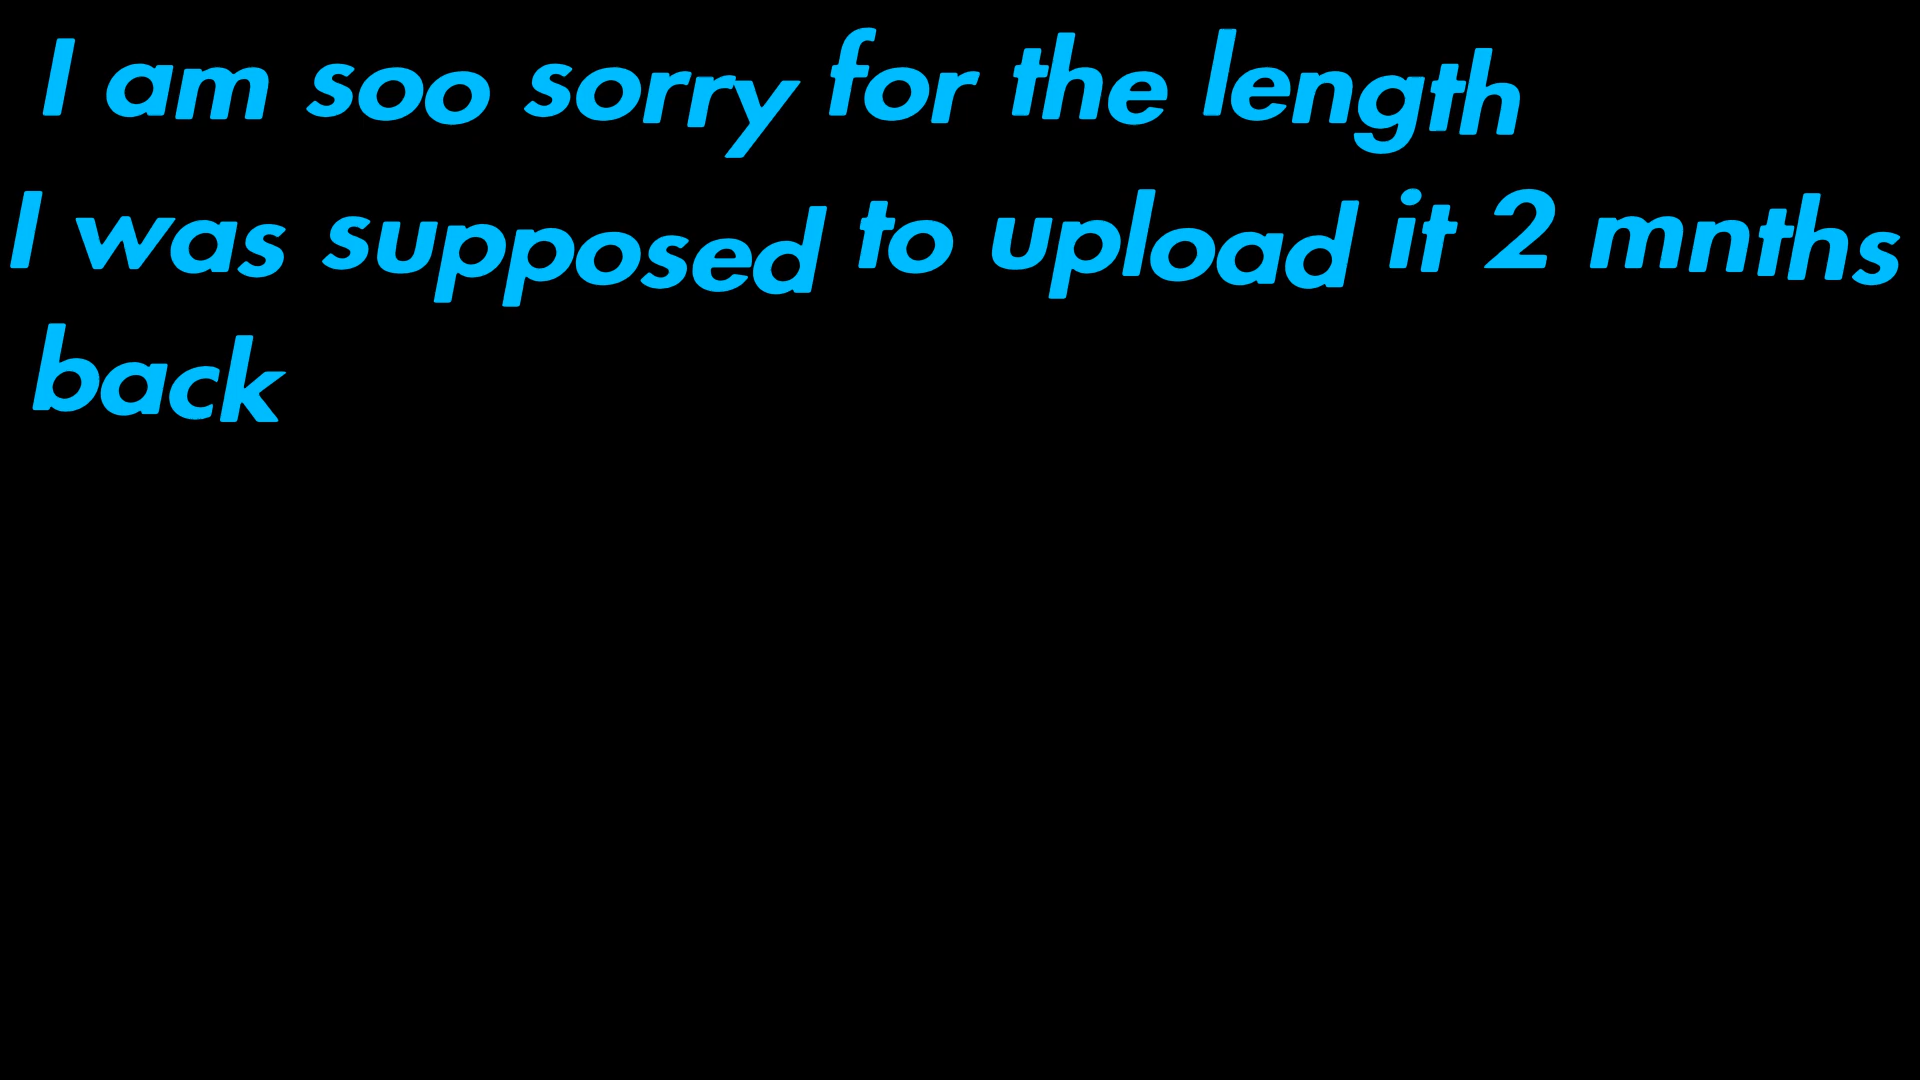 I am soo sorry for the length
I was supposed to upload it 2 mnths
back